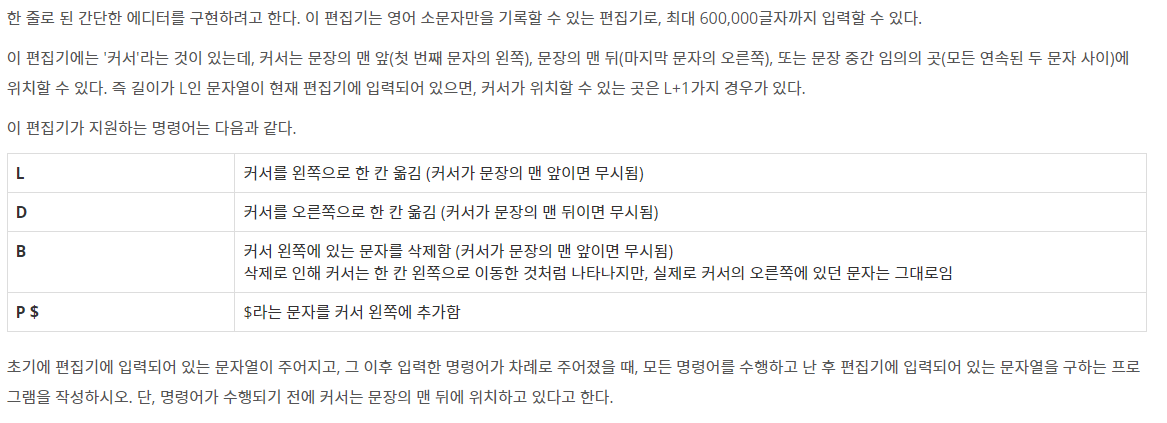 한 줄로 된 간단한 에디터를 구현하려고 한다. 이 편집기는 영어 소문자만을 기록할 수 있는 편집기로, 최대 600,000글자까지 입력할 수 있다.
이 편집기에는 '커서'라는 것이 있는데, 커서는 문장의 맨 앞(첫 번째 문자의 왼쪽), 문장의 맨 뒤(마지막 문자의 오른쪽), 또는 문장 중간 임의의 곳(모든 연속된 두 문자 사이)에
위치할 수 있다. 즉 길이가 L인 문자열이 현재 편집기에 입력되어 있으면, 커서가 위치할 수 있는 곳은 L+1가지 경우가 있다.
이 편집기가 지원하는 명령어는 다음과 같다.
L 커서를 왼쪽으로 한 칸 옮김 (커서가 문장의 맨 앞이면 무시됨)
D 커서를 오른쪽으로 한 칸 옮김 (커서가 문장의 맨 뒤이면 무시됨)
B 커서 왼쪽에 있는 문자를 삭제함 (커서가 문장의 맨 앞이면 무시됨)
삭제로 인해 커서는 한 칸 왼쪽으로 이동한 것처럼 나타나지만, 실제로 커서의 오른쪽에 있던 문자는 그대로임
P $ $라는 문자를 커서 왼쪽에 추가함
초기에 편집기에 입력되어 있는 문자열이 주어지고, 그 이후 입력한 명령어가 차례로 주어졌을 때, 모든 명령어를 수행하고 난 후 편집기에 입력되어 있는 문자열을 구하는 프로
그램을 작성하시오. 단, 명령어가 수행되기 전에 커서는 문장의 맨 뒤에 위치하고 있다고 한다.